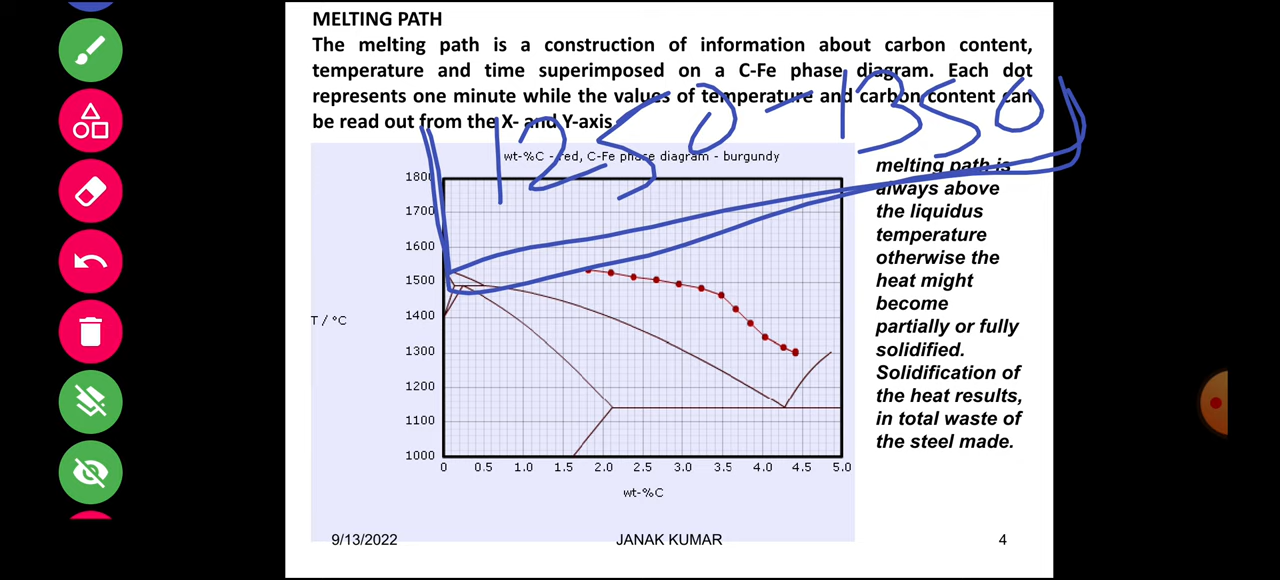 MELTING PATH
The melting path is a construction of information about carbon content,
temperature and time superimposed on a C-Fe phase diagram. Each dot
represents one minute while the values of temperature and carbon content can
be read out from the X- and Y-axis.
1250-1350
wt-%C - red, C-Fe phase diagram - burgundy
1800
1700
1600
1500
1400
1300
1200
1100
1000
T / °C
0 0.5 1.0 1.5 2.0 2.5 3.0 3.5 4.0 4.5 5.0
wt-%C
melting path is
always above
the liquidus
temperature
otherwise the
heat might
become
partially or fully
solidified.
Solidification of
the heat results,
in total waste of
the steel made.
9/13/2022 JANAK KUMAR 4